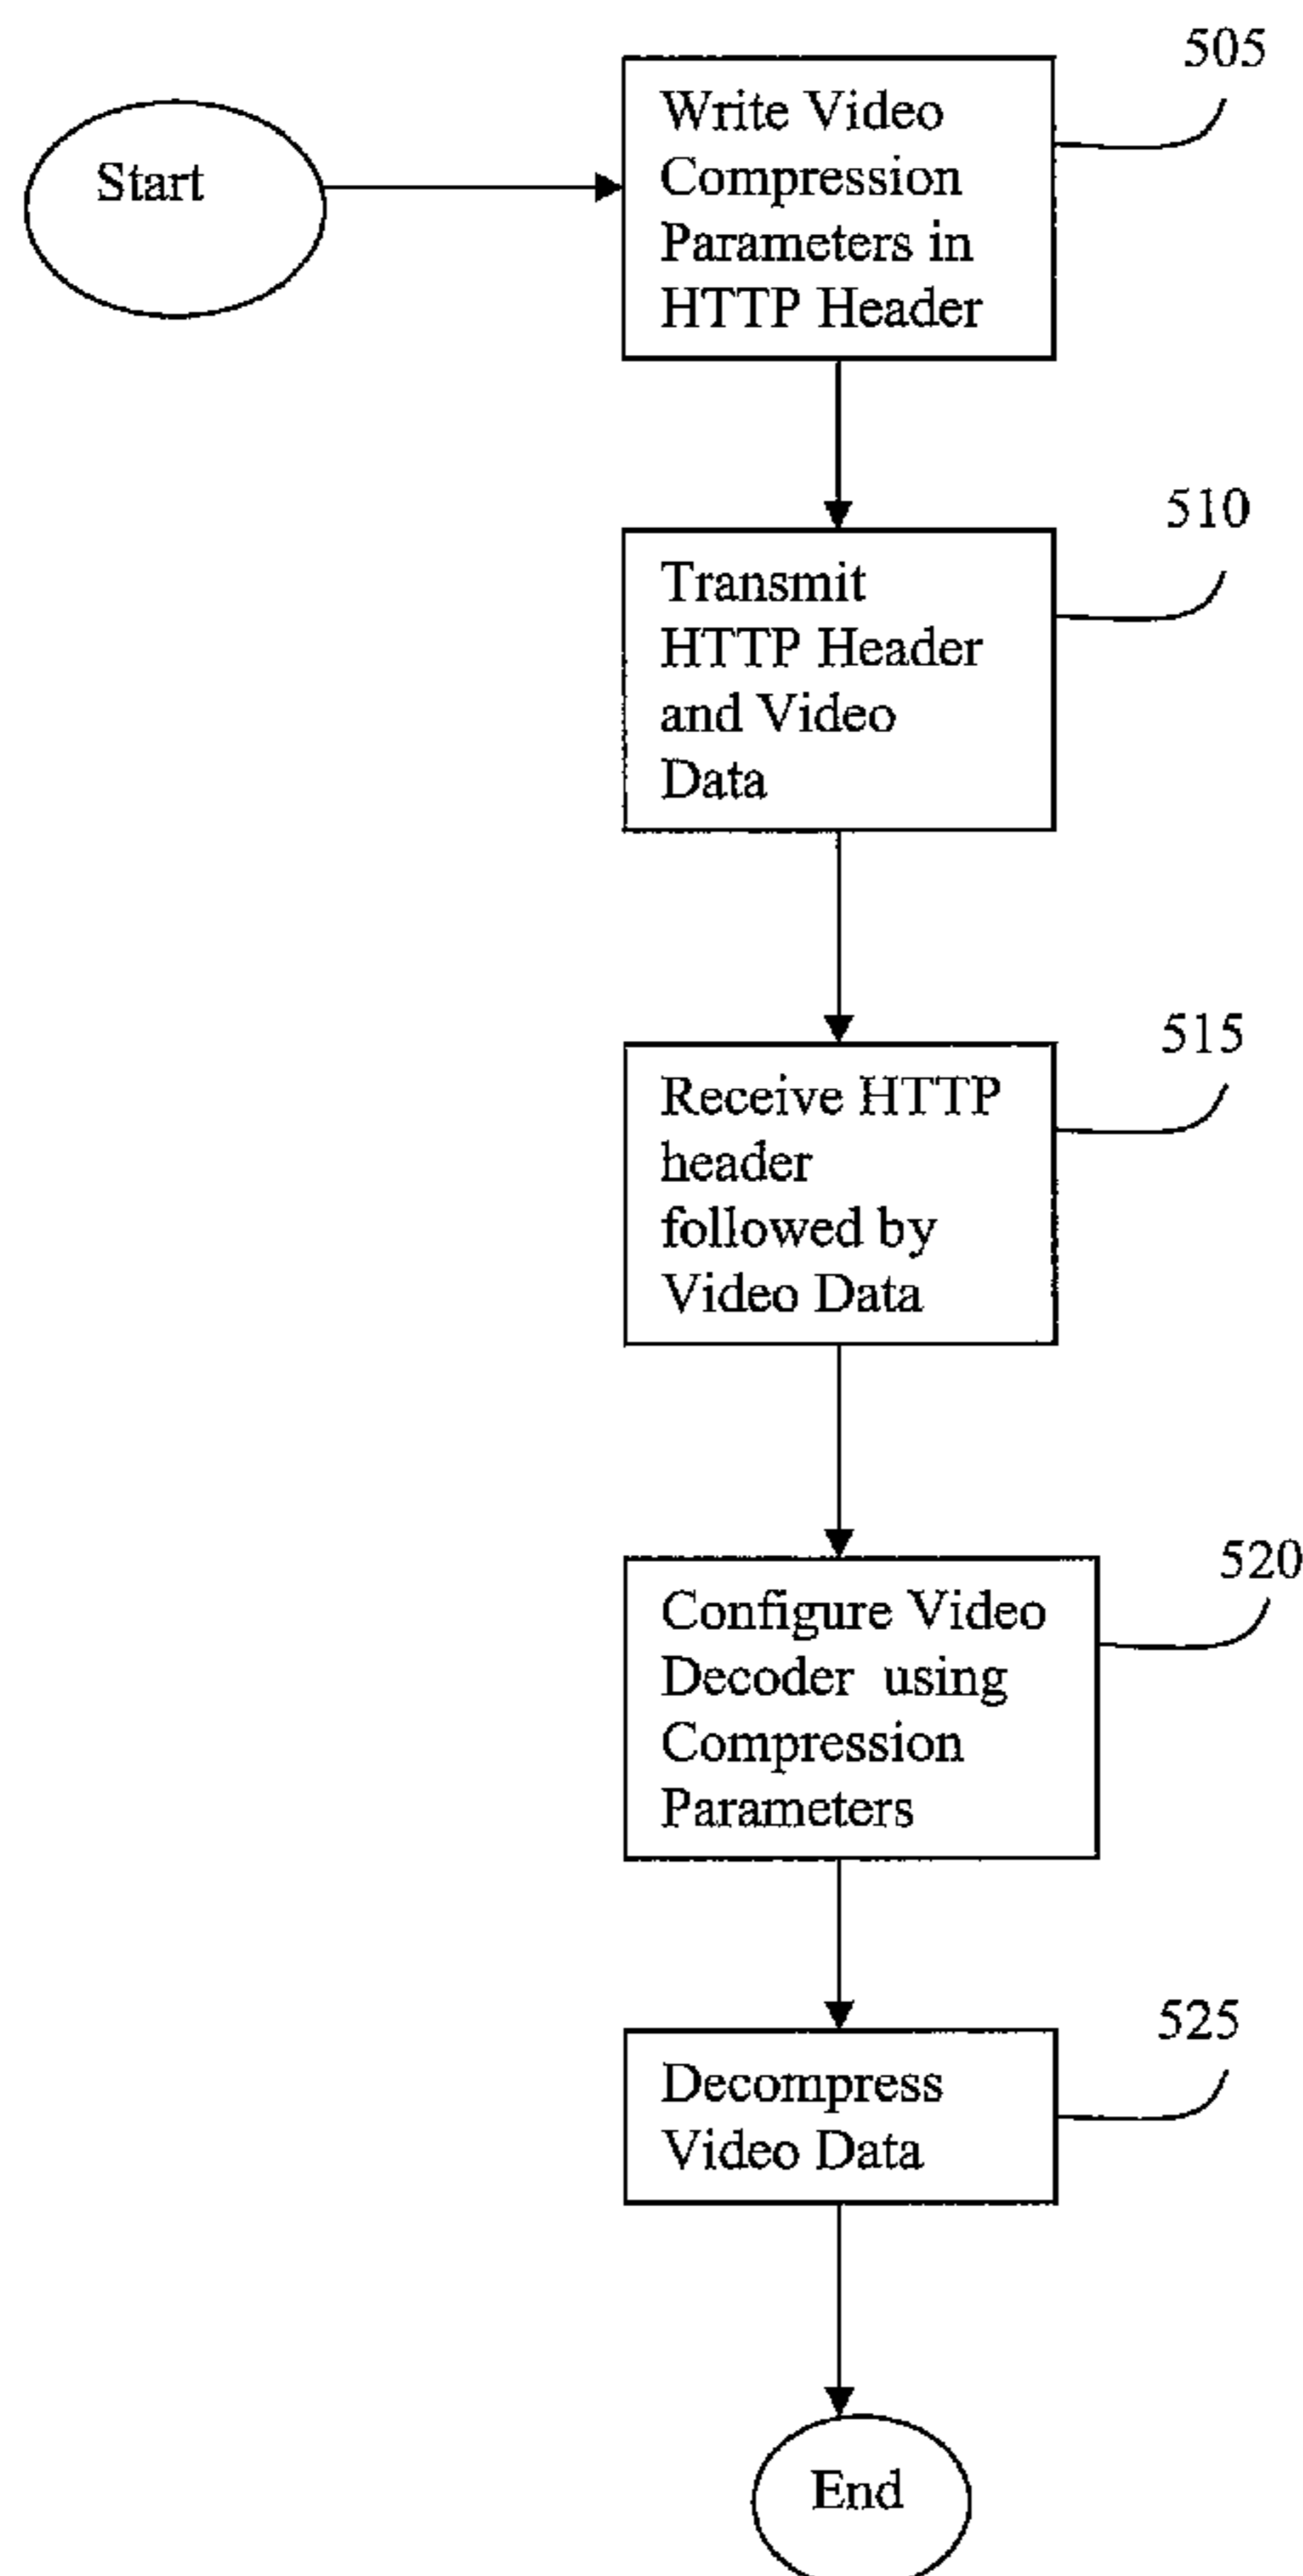 505
Start
Write Video
Compression
Parameters in
HTTP Header
510
Transmit
HTTP Header
and Video
Data
515
Receive HTTP
header
followed by
Video Data
520
Configure Video
Decoder using
Compression
Parameters
525
Decompress
Video Data
End